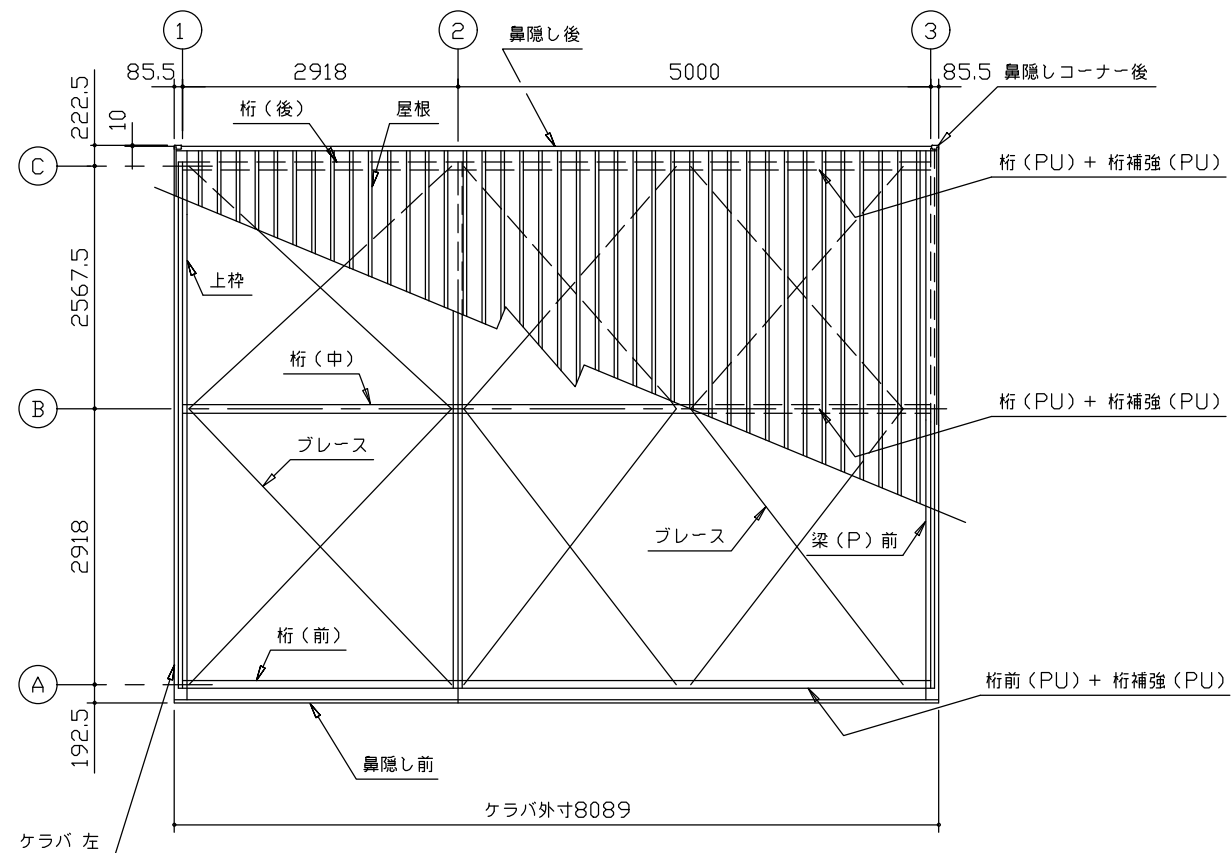 1
2
3
鼻隠し後
85.5
2918
5000
85.5
鼻隠しコーナー後
222.5
10
桁（後）
屋根
C
桁（PU）+ 桁補強（PU）
2567.5
上枠
桁（中）
B
桁（PU）+ 桁補強（PU）
ブレース
2918
ブレース
梁（P）前
桁（前）
A
桁前（PU）+ 桁補強（PU）
192.5
鼻隠し前
ケラバ外寸8089
ケラバ 左